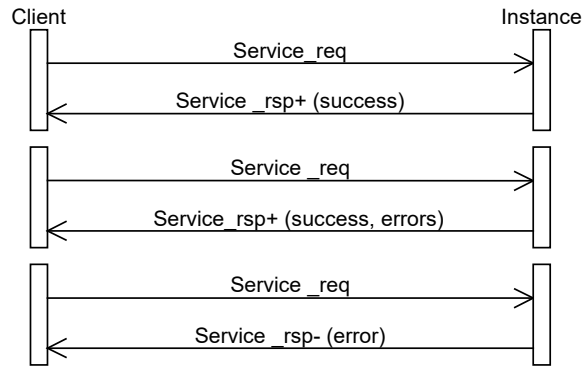 Client Instance
Service_req
Service _rsp+ (success)
Service _req
Service_rsp+ (success, errors)
Service _req
Service _rsp- (error)